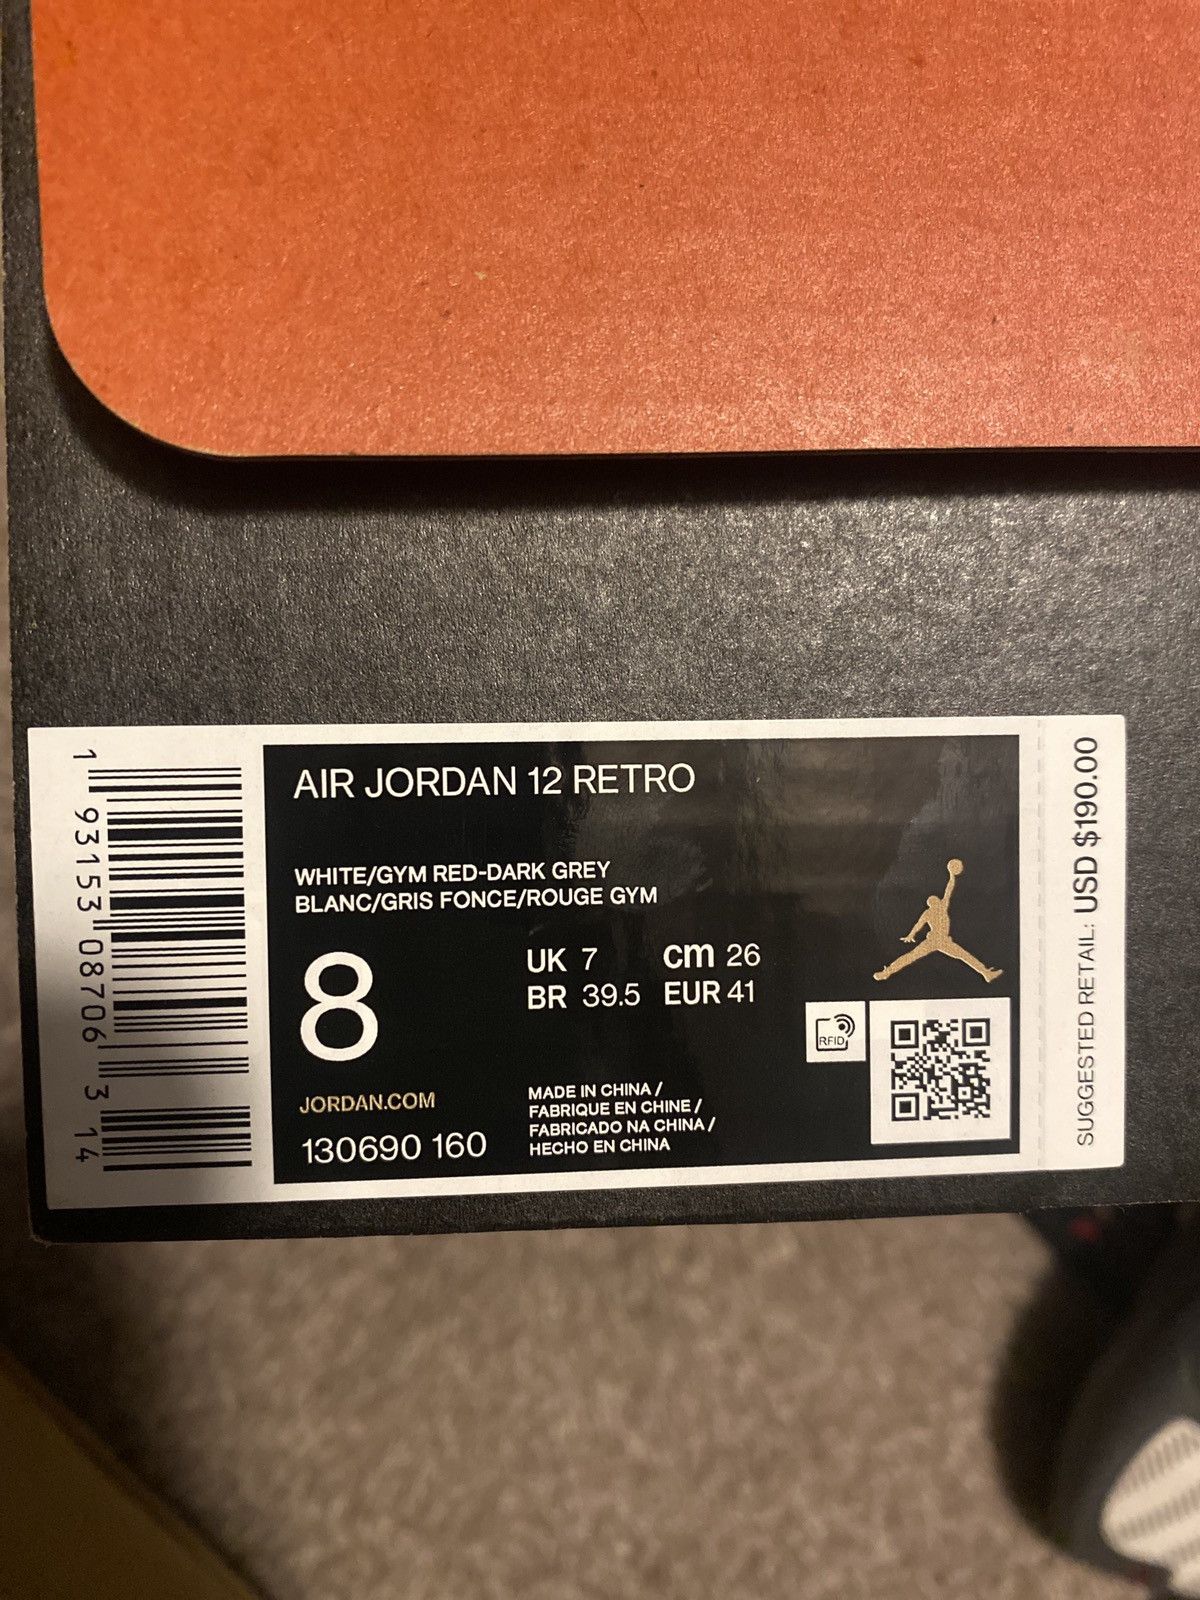 AIR JORDAN 12 RETRO
WHITE/GYM RED-DARK GREY
BLANC/GRIS FONCE/ROUGE GYM
8
UK 7 cm 26
BR 39.5 EUR 41
RFID
JORDAN.COM
130690 160
MADE IN CHINA /
FABRIQUE EN CHINE /
FABRICADO NA CHINA /
HECHO EN CHINA
1 93153 08706 3 14
SUGGESTED RETAIL: USD $190.00